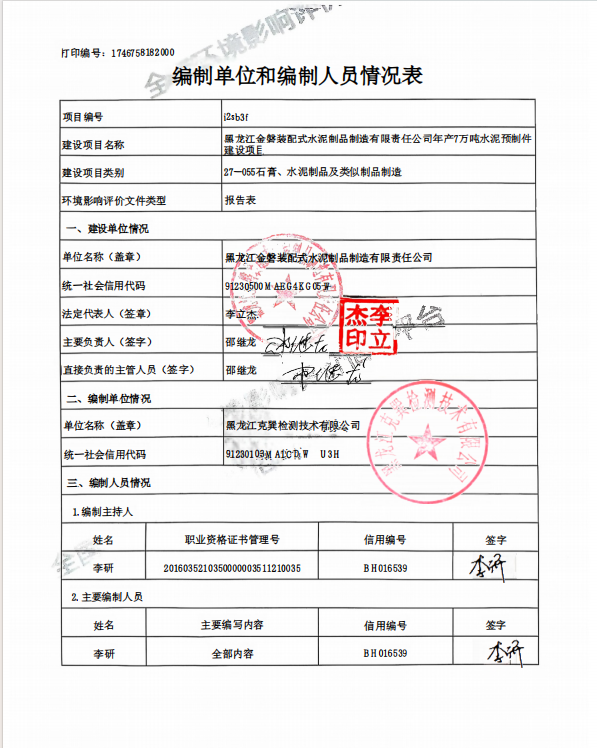 打印编号：1746758182000
编制单位和编制人员情况表
项目编号 i2sb3f
建设项目名称 黑龙江金磐装配式水泥制品制造有限责任公司年产7万吨水泥预制件
建设项目
建设项目类别 27—055石膏、水泥制品及类似制品制造
环境影响评价文件类型 报告表
一、建设单位情况
单位名称（盖章） 黑龙江金磐装配式水泥制品制造有限责任公司
统一社会信用代码
法定代表人（签章） 李立杰
李立
杰印
主要负责人（签字） 邵继龙
直接负责的主管人员（签字） 邵继龙
二、编制单位情况
单位名称（盖章） 黑龙江克巽检测技术有限公司
黑龙江克巽检测技术有限公司
统一社会信用代码
三、编制人员情况
1.编制主持人
姓名 职业资格证书管理号 信用编号 签字
李研 2016035210350000003511210035 BH016539 李研
2.主要编制人员
姓名 主要编写内容 信用编号 签字
李研 全部内容 BH016539 李研